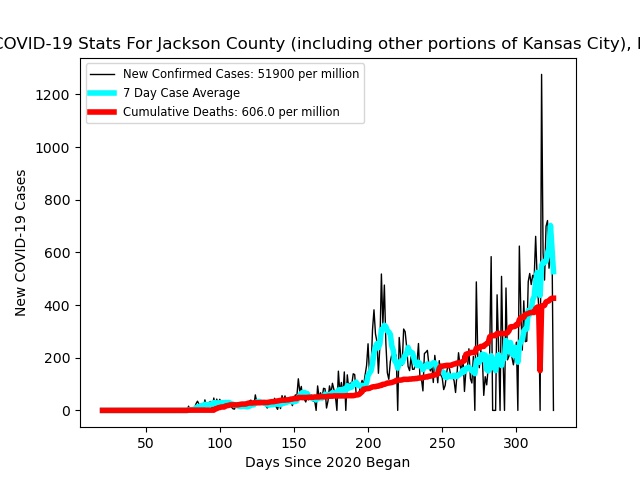 COVID-19 Stats For Jackson County (including other portions of Kansas City),
New Confirmed Cases: 51900 per million
7 Day Case Average
Cumulative Deaths: 606.0 per million
New COVID-19 Cases
1200
1000
800
600
400
200
0
50
100
150
200
250
300
Days Since 2020 Began